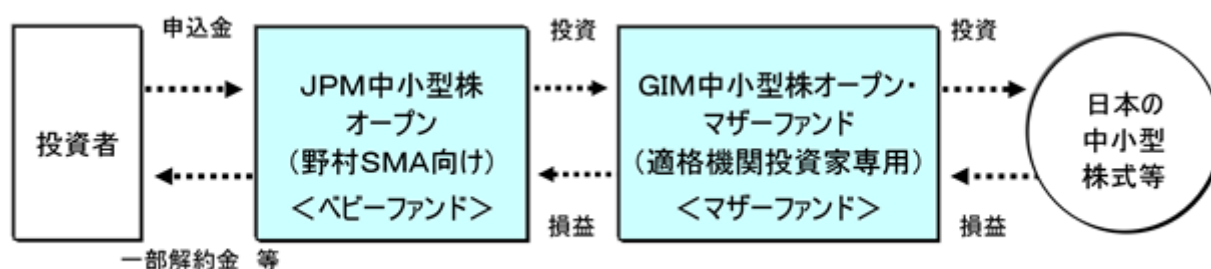 申込金
投資
投資
投資者
JPM中小型株
オープン
(野村SMA向け)
＜ベビーファンド＞
GIM中小型株オープン・
マザーファンド
(適格機関投資家専用)
＜マザーファンド＞
日本の
中小型
株式等
損益
損益
一部解約金 等